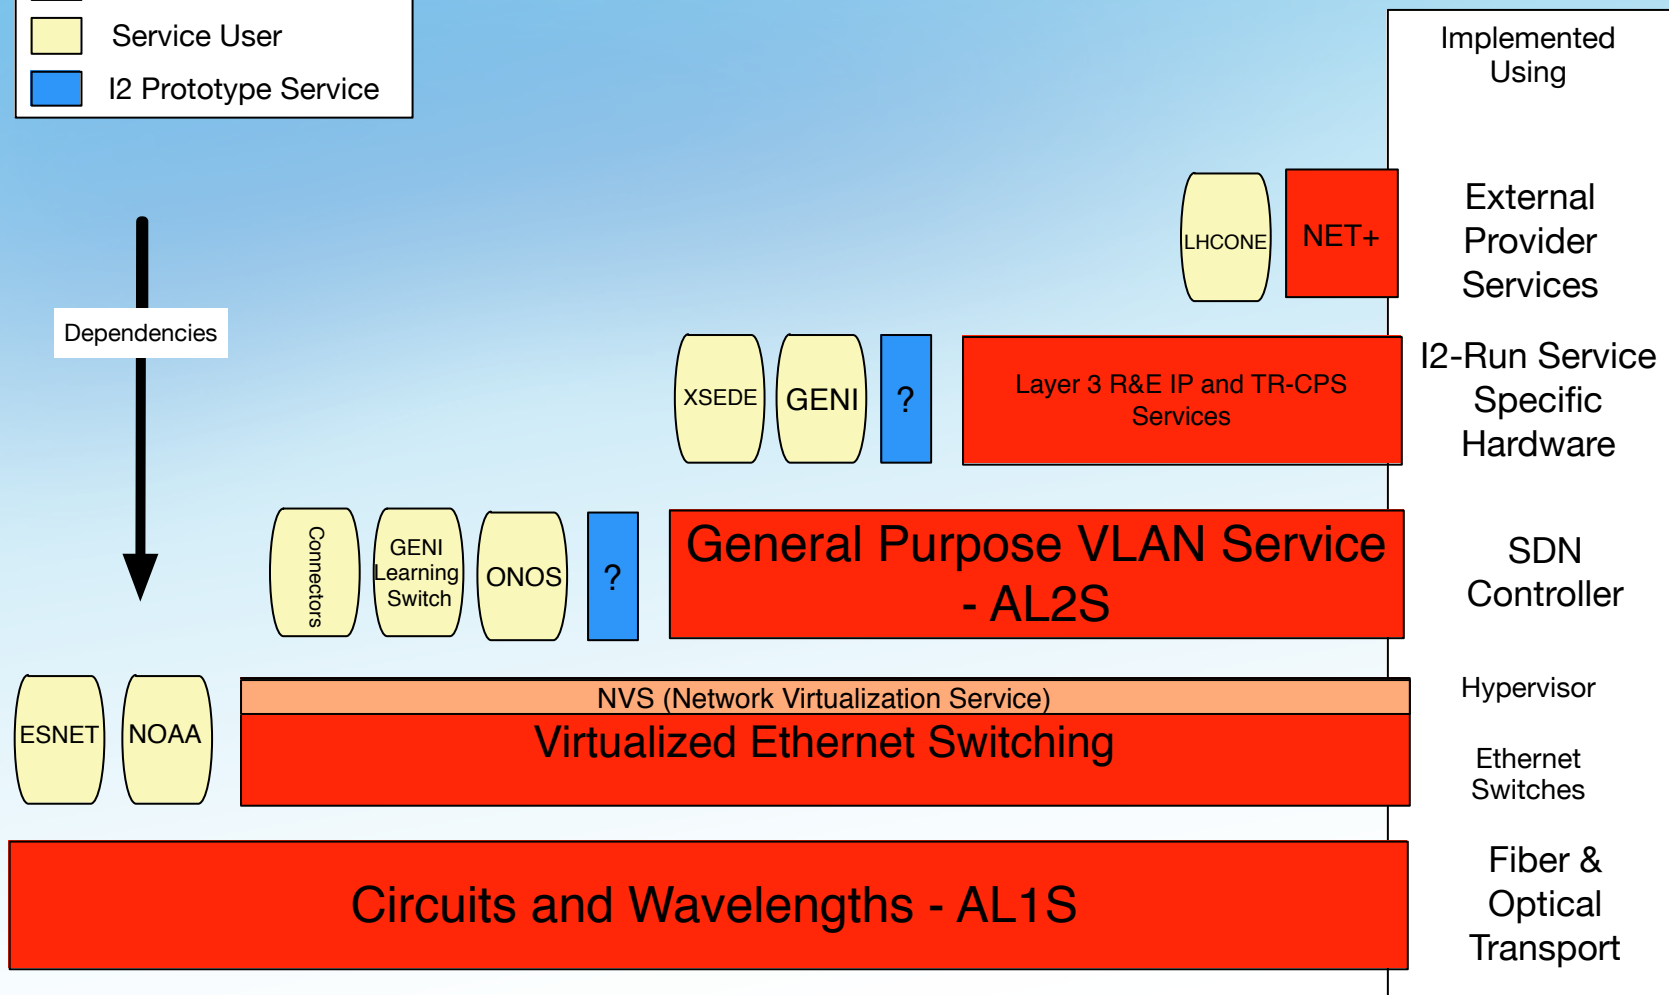 Service User
I2 Prototype Service
Implemented
Using
LHCONE
NET+
External
Provider
Services
Dependencies
XSEDE
GENI
?
Layer 3 R&E IP and TR-CPS
Services
I2-Run Service
Specific
Hardware
Connectors
GENI
Learning
Switch
ONOS
?
General Purpose VLAN Service
- AL2S
SDN
Controller
ESNET
NOAA
NVS (Network Virtualization Service)
Virtualized Ethernet Switching
Hypervisor
Ethernet
Switches
Circuits and Wavelengths - AL1S
Fiber &
Optical
Transport